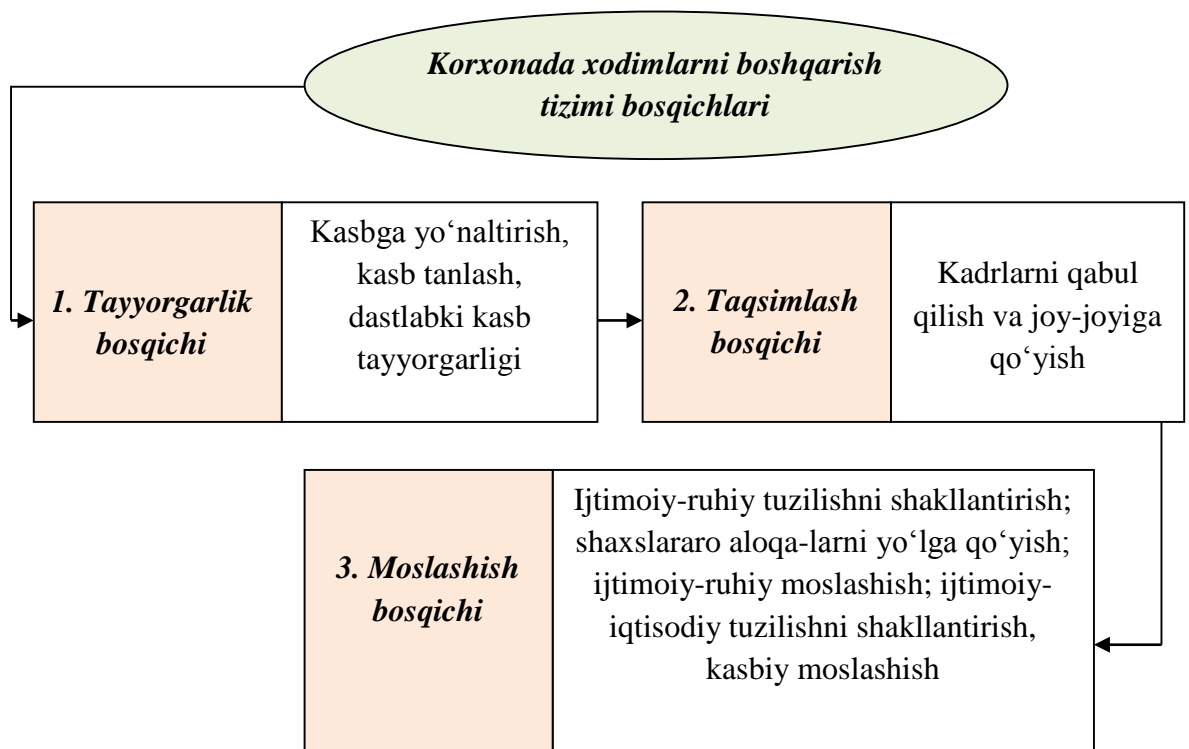 Korxonada xodimlarni boshqarish
tizimi bosqichlari
1. Tayyorgarlik
bosqichi
Kasbga yo‘naltirish,
kasb tanlash,
dastlabki kasb
tayyorgarligi
2. Taqsimlash
bosqichi
Kadrlarni qabul
qilish va joy-joyiga
qo‘yish
3. Moslashish
bosqichi
Ijtimoiy-ruhiy tuzilishni shakllantirish;
shaxslararo aloqa-larni yo‘lga qo‘yish;
ijtimoiy-ruhiy moslashish; ijtimoiy-
iqtisodiy tuzilishni shakllantirish,
kasbiy moslashish